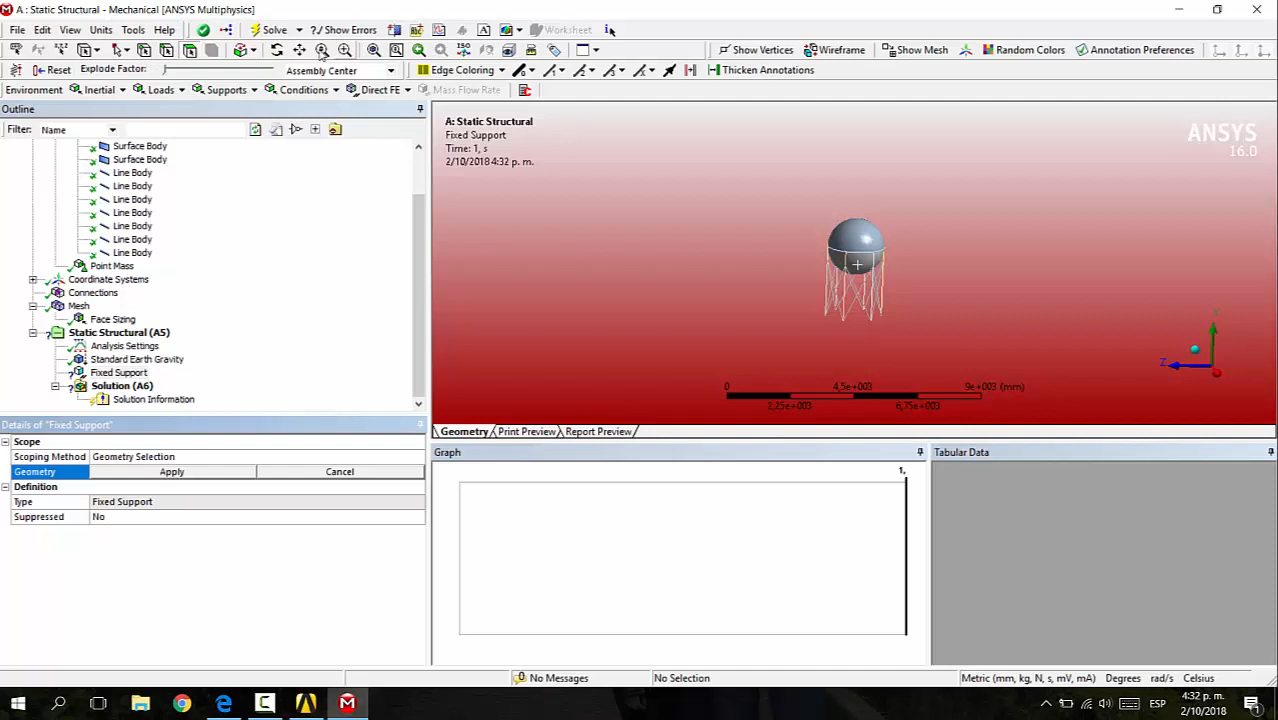 A : Static Structural - Mechanical [ANSYS Multiphysics]
File Edit View Units Tools Help Solve ?/ Show Errors Worksheet
Show Vertices Wireframe Show Mesh Random Colors Annotation Preferences
Reset Explode Factor: Assembly Center Edge Coloring Thicken Annotations
Environment Inertial Loads Supports Conditions Direct FE Mass Flow Rate
Outline
Filter: Name
Surface Body
Surface Body
Line Body
Line Body
Line Body
Line Body
Line Body
Line Body
Line Body
Point Mass
Coordinate Systems
Connections
Mesh
Face Sizing
Static Structural (A5)
Analysis Settings
Standard Earth Gravity
Fixed Support
Solution (A6)
Solution Information
Details of "Fixed Support"
Scope
Scoping Method Geometry Selection
Geometry Apply Cancel
Definition
Type Fixed Support
Suppressed No
A: Static Structural
Fixed Support
Time: 1, s
2/10/2018 4:32 p. m.
ANSYS
16.0
Y
Z
0 4,5e+003 9e+003 (mm)
2,25e+003 6,75e+003
Geometry Print Preview Report Preview
Graph
1,
Tabular Data
No Messages No Selection Metric (mm, kg, N, s, mV, mA) Degrees rad/s Celsius
ESP
4:32 p. m.
2/10/2018
1